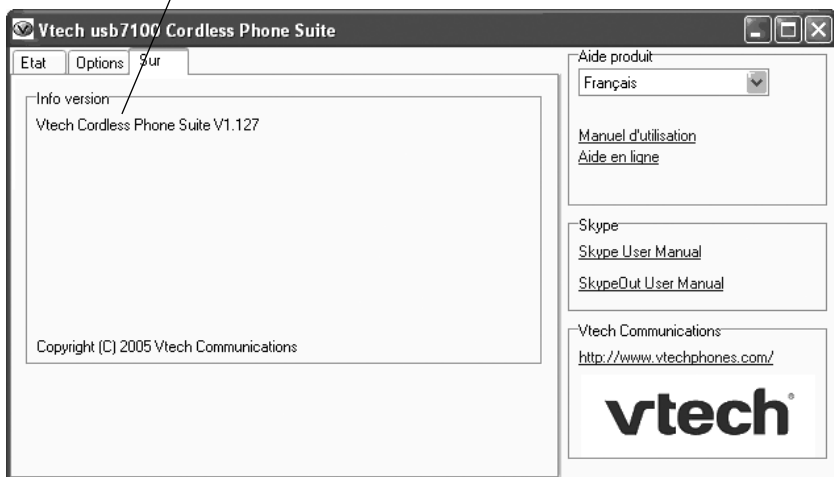 Vtech usb7100 Cordless Phone Suite
Etat Options Sur
Info version
Vtech Cordless Phone Suite V1.127
Copyright (C) 2005 Vtech Communications
Aide produit
Français
Manuel d'utilisation
Aide en ligne
Skype
Skype User Manual
SkypeOut User Manual
Vtech Communications
http://www.vtechphones.com/
vtech